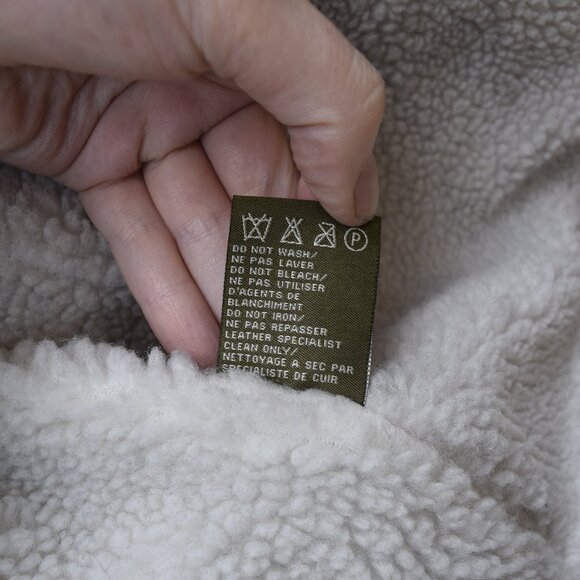 P
DO NOT WASH/
NE PAS LAVER
DO NOT BLEACH/
NE PAS UTILISER
D'AGENTS DE
BLANCHIMENT
DO NOT IRON/
NE PAS REPASSER
LEATHER SPECIALIST
CLEAN ONLY/
NETTOYAGE A SEC PAR
SPECIALISTE DE CUIR